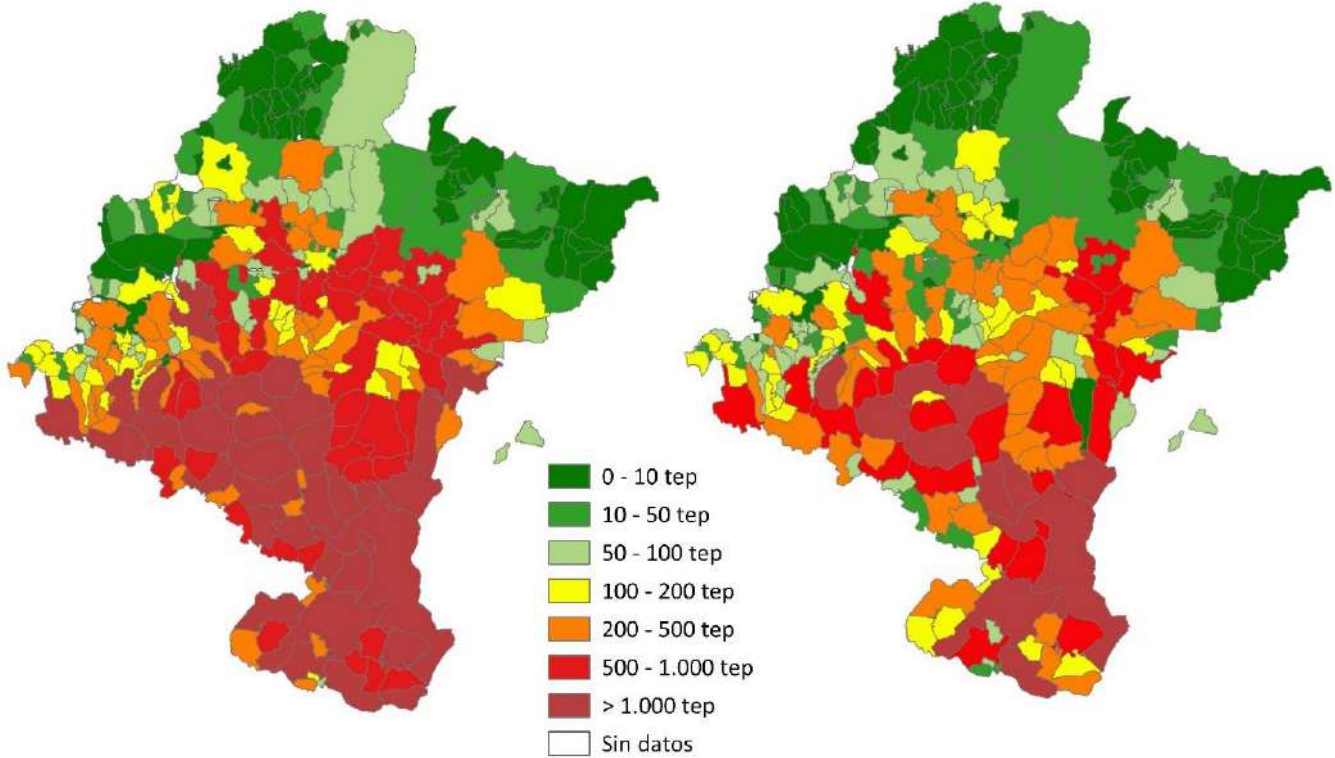 0 - 10 tep
10 - 50 tep
50 - 100 tep
100 - 200 tep
200 - 500 tep
500 - 1.000 tep
> 1.000 tep
Sin datos